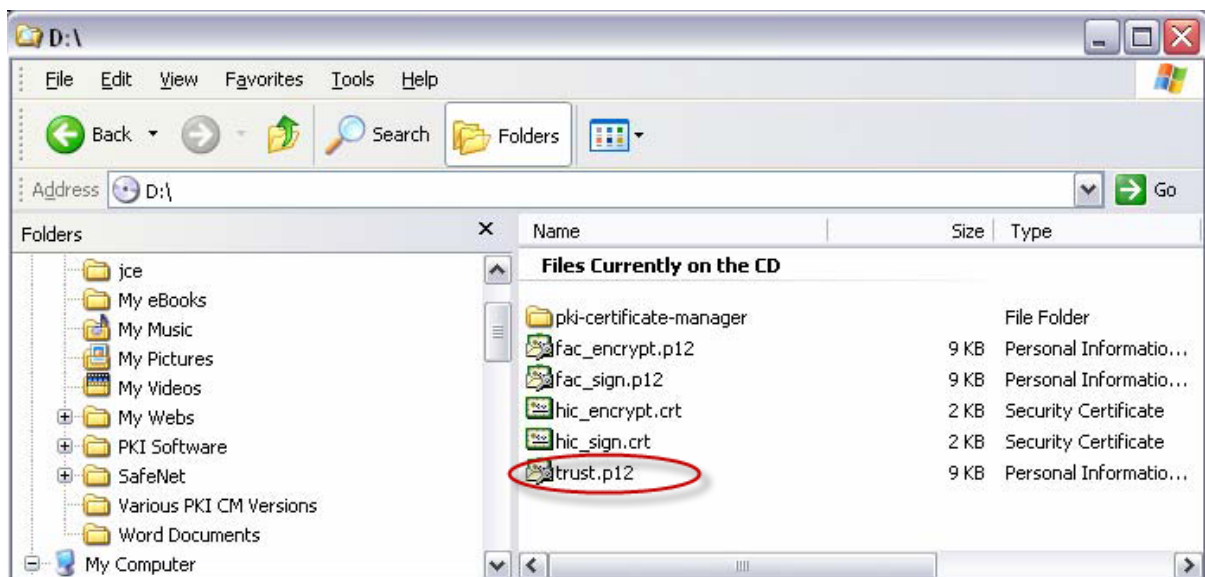 D:\
File Edit View Favorites Tools Help
Back Search Folders
Address D:\ Go
Folders
jce
My eBooks
My Music
My Pictures
My Videos
My Webs
PKI Software
SafeNet
Various PKI CM Versions
Word Documents
My Computer
Name Size Type
Files Currently on the CD
pki-certificate-manager File Folder
fac_encrypt.p12 9 KB Personal Informatio...
fac_sign.p12 9 KB Personal Informatio...
hic_encrypt.crt 2 KB Security Certificate
hic_sign.crt 2 KB Security Certificate
trust.p12 9 KB Personal Informatio...